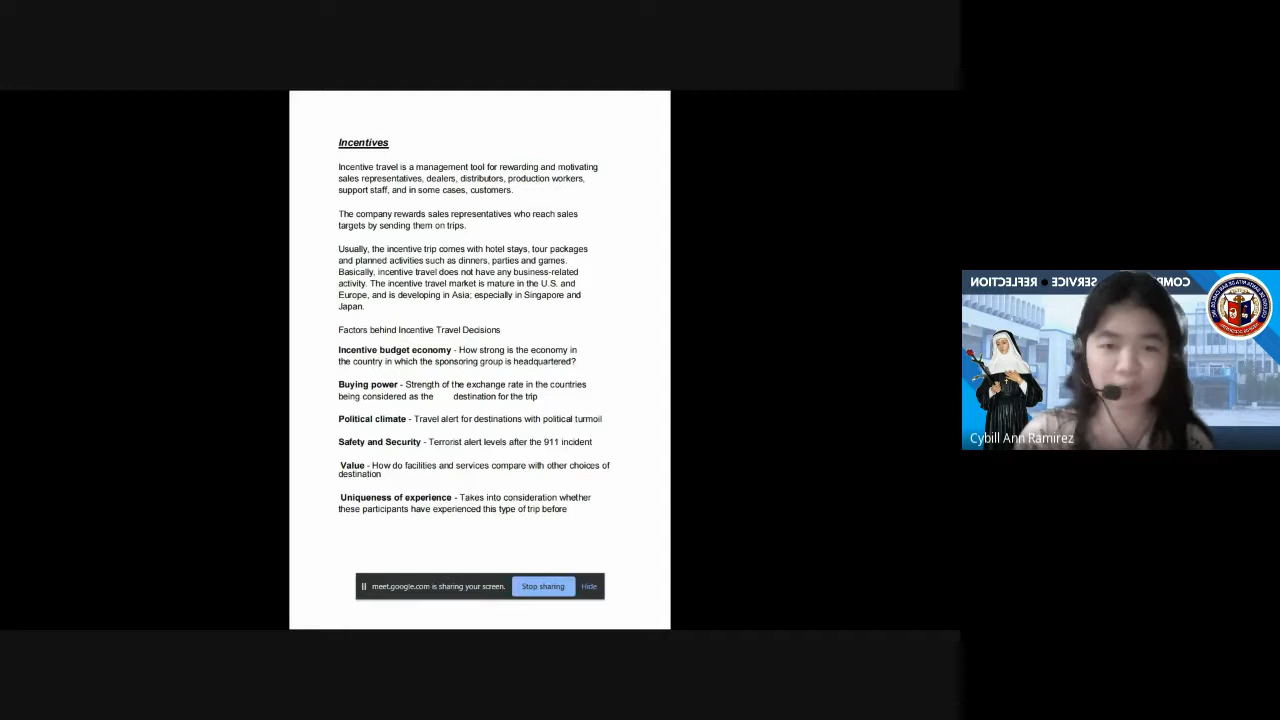 Incentives
Incentive travel is a management tool for rewarding and motivating
sales representatives, dealers, distributors, production workers,
support staff, and in some cases, customers.
The company rewards sales representatives who reach sales
targets by sending them on trips.
Usually, the incentive trip comes with hotel stays, tour packages
and planned activities such as dinners, parties and games.
Basically, incentive travel does not have any business-related
activity. The incentive travel market is mature in the U.S. and
Europe, and is developing in Asia; especially in Singapore and
Japan.
Factors behind Incentive Travel Decisions
Incentive budget economy - How strong is the economy in
the country in which the sponsoring group is headquartered?
Buying power - Strength of the exchange rate in the countries
being considered as the destination for the trip
Political climate - Travel alert for destinations with political turmoil
Safety and Security - Terrorist alert levels after the 911 incident
Value - How do facilities and services compare with other choices of
destination
Uniqueness of experience - Takes into consideration whether
these participants have experienced this type of trip before
meet.google.com is sharing your screen. Stop sharing Hide
REFLECTION ● SERVICE
Cybill Ann Ramirez